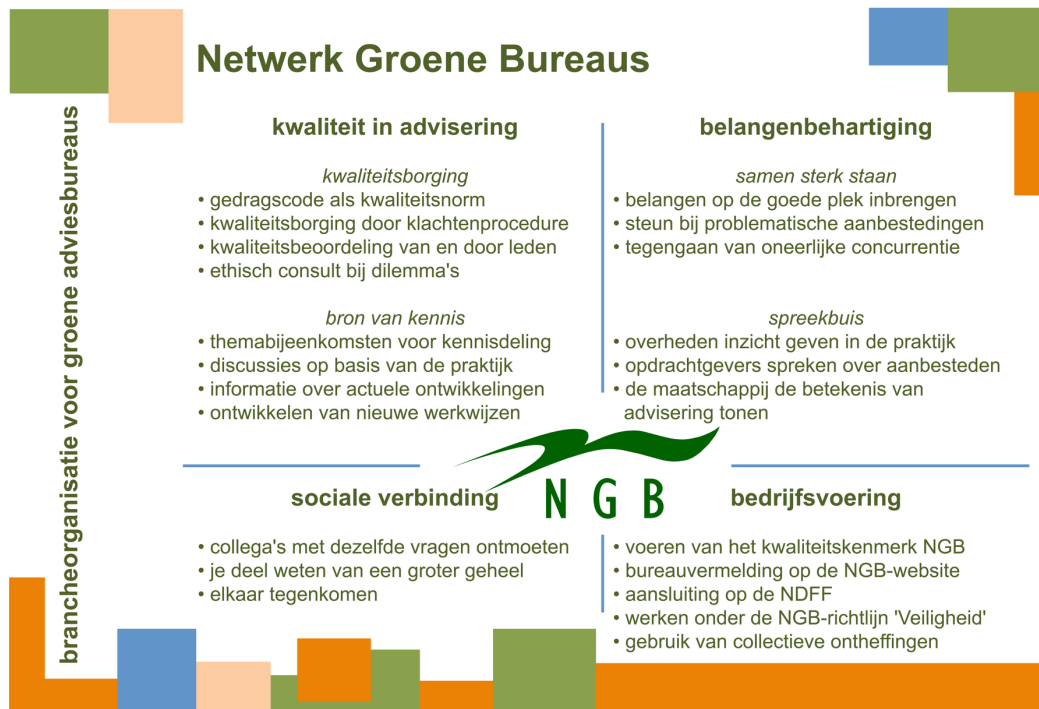 Netwerk Groene Bureaus
brancheorganisatie voor groene adviesbureaus
kwaliteit in advisering
kwaliteitsborging
• gedragscode als kwaliteitsnorm
• kwaliteitsborging door klachtenprocedure
• kwaliteitsbeoordeling van en door leden
• ethisch consult bij dilemma's
bron van kennis
• themabijeenkomsten voor kennisdeling
• discussies op basis van de praktijk
• informatie over actuele ontwikkelingen
• ontwikkelen van nieuwe werkwijzen
belangenbehartiging
samen sterk staan
• belangen op de goede plek inbrengen
• steun bij problematische aanbestedingen
• tegengaan van oneerlijke concurrentie
spreekbuis
• overheden inzicht geven in de praktijk
• opdrachtgevers spreken over aanbesteden
• de maatschappij de betekenis van
advisering tonen
NGB
sociale verbinding
• collega's met dezelfde vragen ontmoeten
• je deel weten van een groter geheel
• elkaar tegenkomen
bedrijfsvoering
• voeren van het kwaliteitskenmerk NGB
• bureauvermelding op de NGB-website
• aansluiting op de NDFF
• werken onder de NGB-richtlijn 'Veiligheid'
• gebruik van collectieve ontheffingen